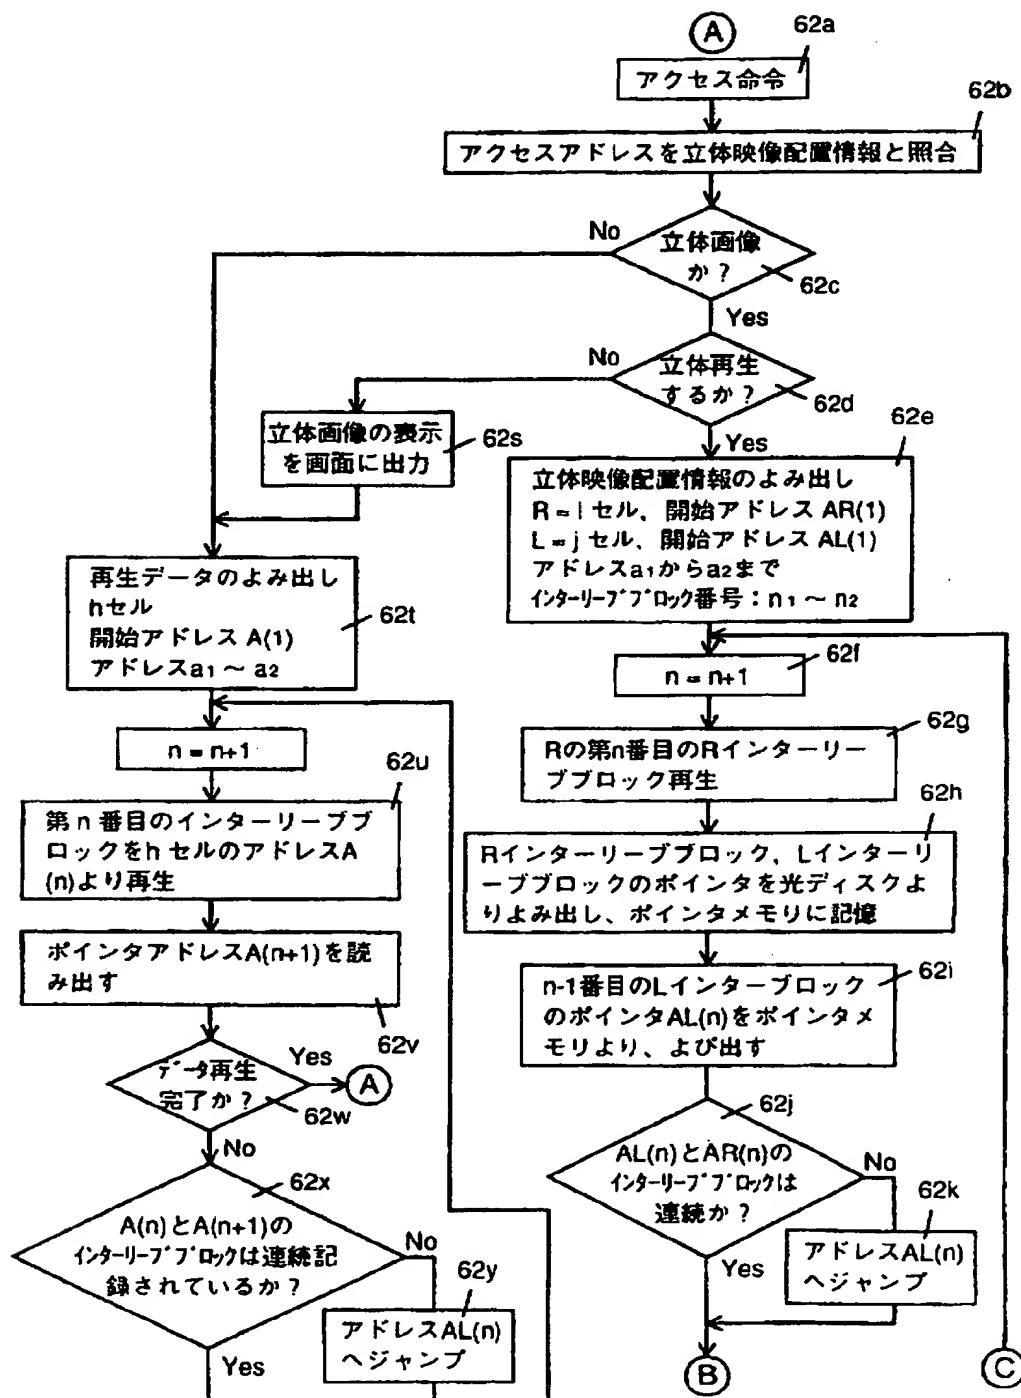 A
62a
アクセス命令
62b
アクセスアドレスを立体映像配置情報と照合
No
立体画像
か?
62c
Yes
No
立体再生
するか?
62d
Yes
62e
立体画像の表示
を画面に出力
62s
立体映像配置情報のよみ出し
R=iセル、開始アドレス AR(1)
L=jセル、開始アドレス AL(1)
アドレスa1からa2まで
インターリーブブロック番号:n1~n2
再生データのよみ出し
hセル
開始アドレス A(1)
アドレスa1~a2
62t
62f
n=n+1
n=n+1
62g
Rの第n番目のRインターリー
ブブロック再生
62u
第n番目のインターリーブブ
ロックをhセルのアドレスA
(n)より再生
62h
Rインターリーブブロック、Lインターリ
ーブブロックのポインタを光ディスクよ
りよみ出し、ポインタメモリに記憶
ポインタアドレスA(n+1)を読
み出す
62v
62i
n-1番目のLインターブロック
のポインタAL(n)をポインタメ
モリより、よび出す
データ再生
完了か?
Yes
A
62w
No
62j
AL(n)とAR(n)の
インターリーブブロックは
連続か?
No
62k
アドレスAL(n)
へジャンプ
Yes
62x
A(n)とA(n+1)の
インターリーブブロックは連続記
録されているか?
No
62y
アドレスAL(n)
へジャンプ
Yes
B
C